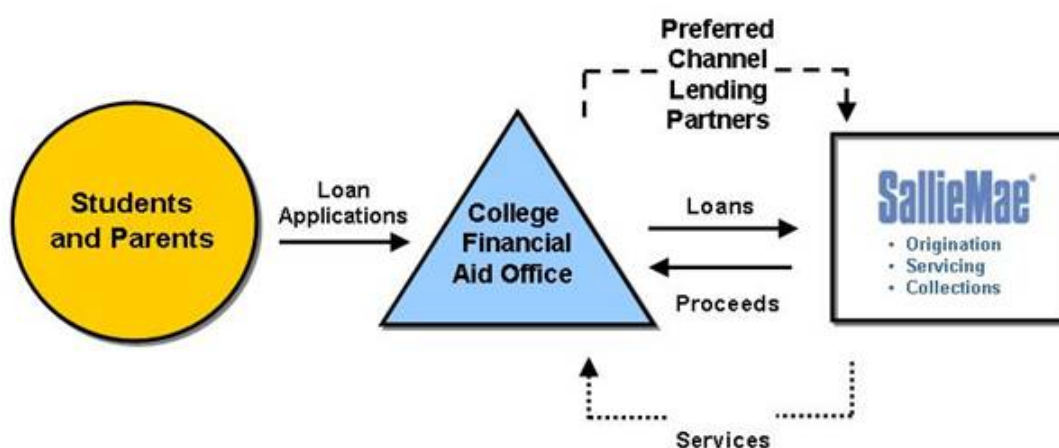 Preferred
Channel
Lending
Partners
Students
and Parents
Loan
Applications
College
Financial
Aid Office
Loans
Proceeds
SallieMae®
• Origination
• Servicing
• Collections
Services